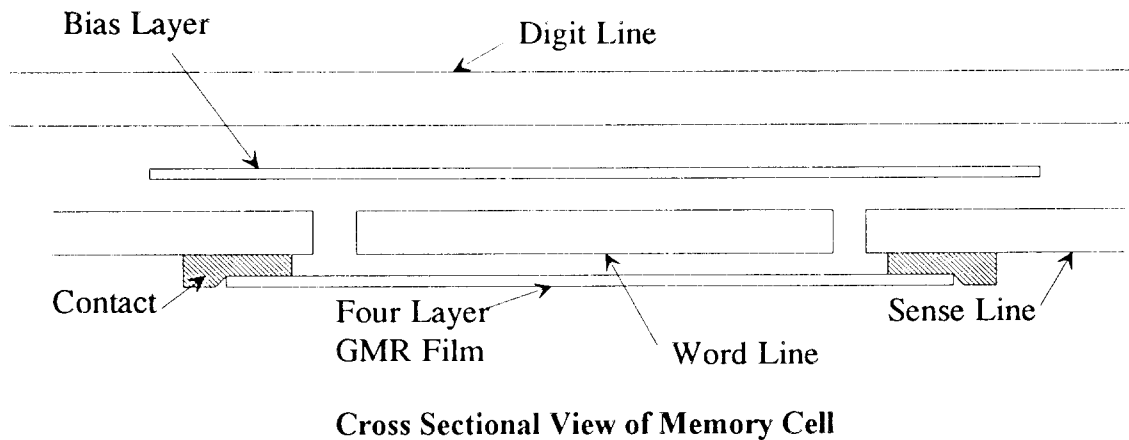 Bias Layer
Digit Line
Contact
Four Layer
GMR Film
Word Line
Sense Line
Cross Sectional View of Memory Cell